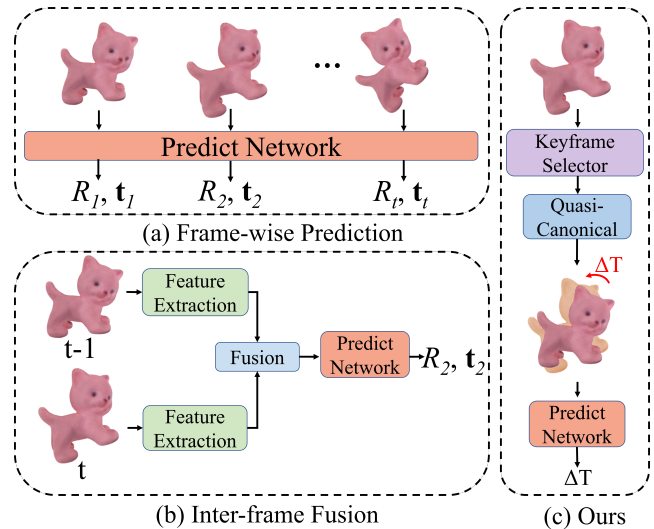 ...
Predict Network
R1, t1
R2, t2
Rt, tt
(a) Frame-wise Prediction
t-1
Feature
Extraction
Fusion
Predict
Network
R2, t2
t
Feature
Extraction
(b) Inter-frame Fusion
Keyframe
Selector
Quasi-
Canonical
ΔT
Predict
Network
ΔT
(c) Ours